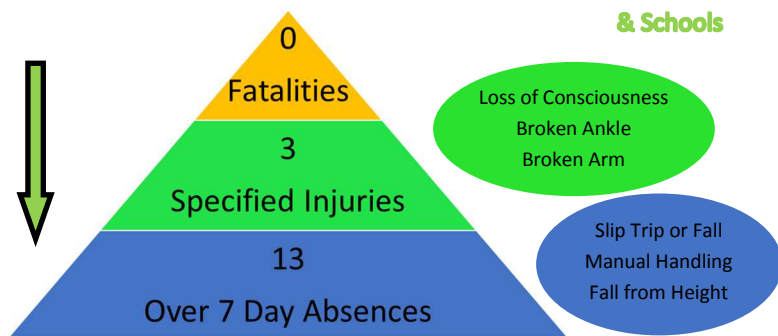 & Schools
0
Fatalities
3
Specified Injuries
13
Over 7 Day Absences
Loss of Consciousness
Broken Ankle
Broken Arm
Slip Trip or Fall
Manual Handling
Fall from Height